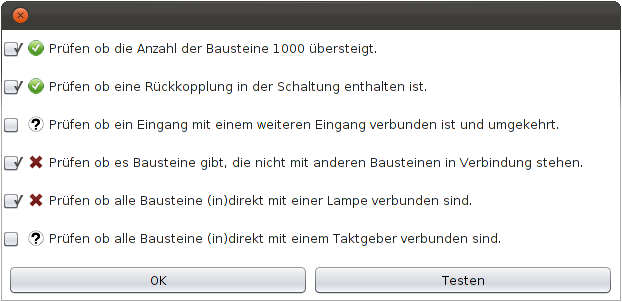 Prüfen ob die Anzahl der Bausteine 1000 übersteigt.
Prüfen ob eine Rückkopplung in der Schaltung enthalten ist.
? Prüfen ob ein Eingang mit einem weiteren Eingang verbunden ist und umgekehrt.
Prüfen ob es Bausteine gibt, die nicht mit anderen Bausteinen in Verbindung stehen.
Prüfen ob alle Bausteine (in)direkt mit einer Lampe verbunden sind.
? Prüfen ob alle Bausteine (in)direkt mit einem Taktgeber verbunden sind.
OK Testen